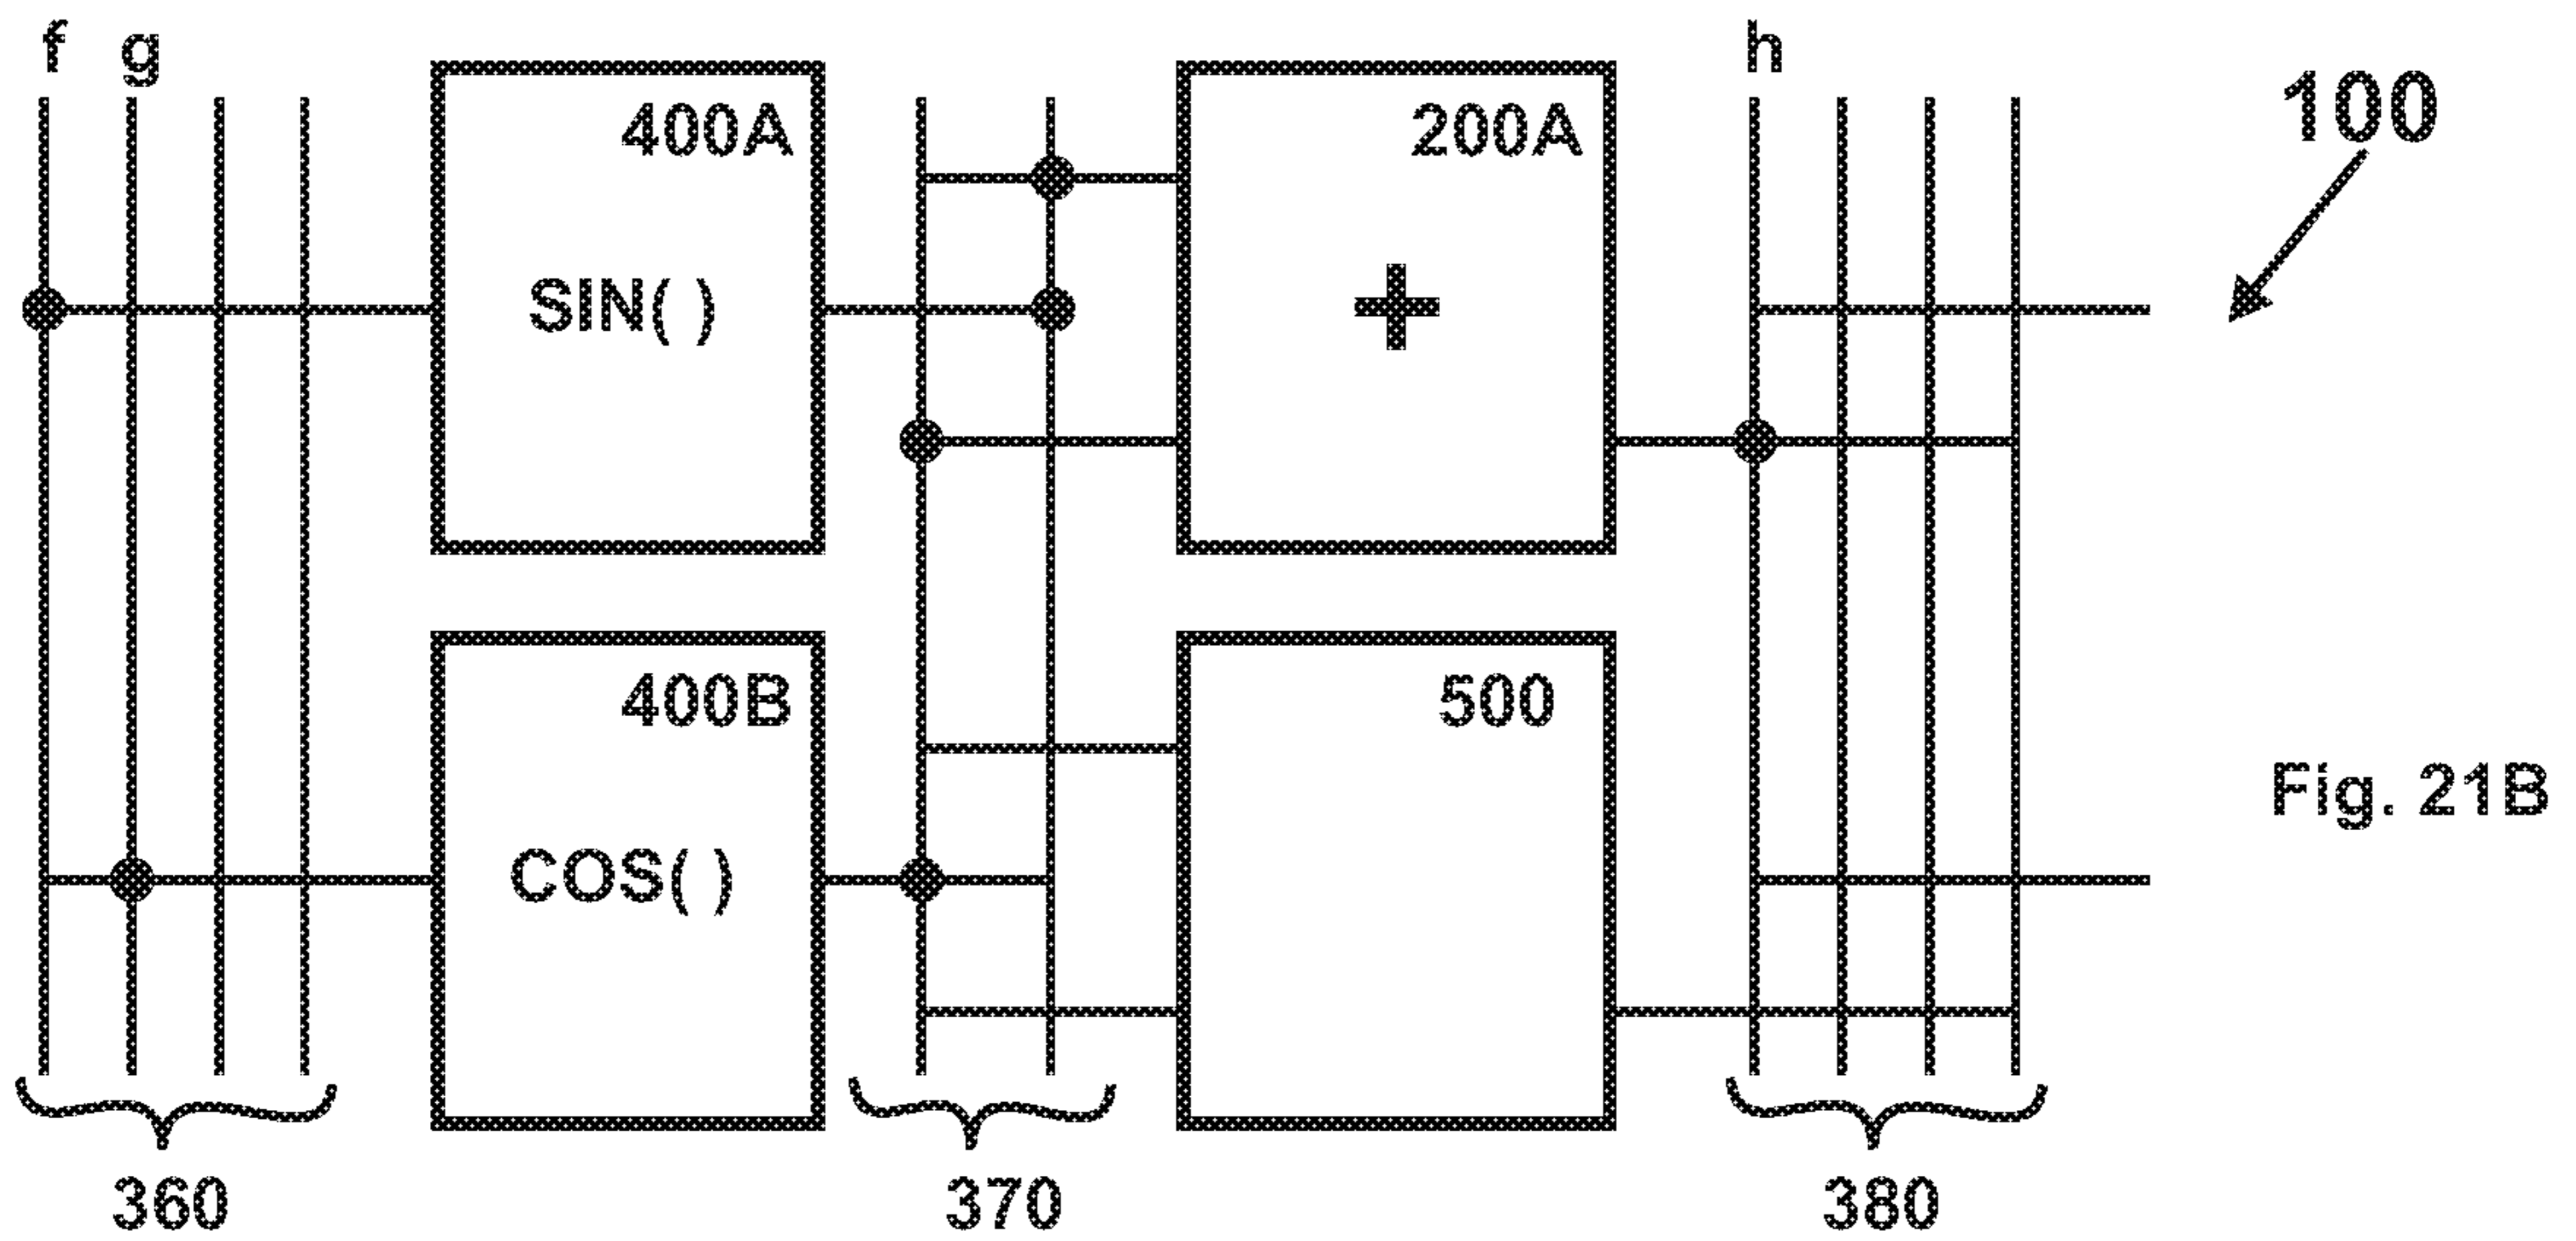 f g h
100
400A 200A
SIN( ) +
400B 500
COS( )
Fig. 21B
360 370 380